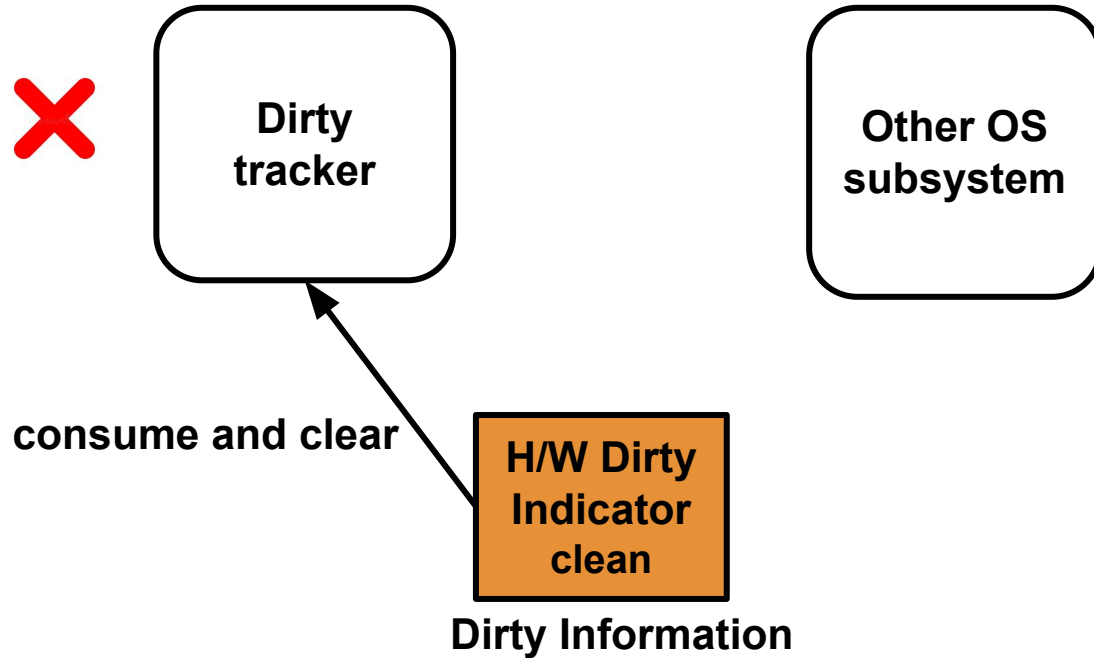 Dirty
tracker
Other OS
subsystem
consume and clear
H/W Dirty
Indicator
clean
Dirty Information